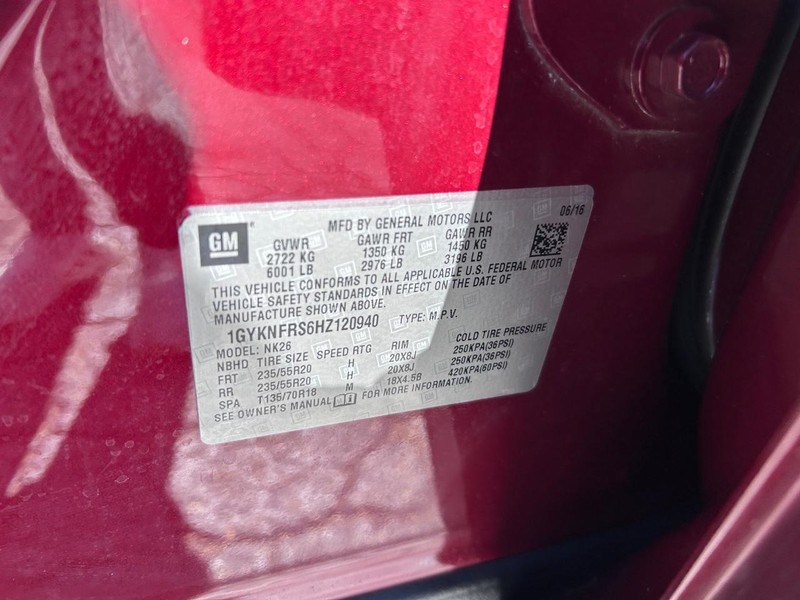 GM
MFD BY GENERAL MOTORS LLC
06/16
GVWR GAWR FRT GAWR RR
2722 KG 1350 KG 1450 KG
6001 LB 2976 LB 3196 LB
THIS VEHICLE CONFORMS TO ALL APPLICABLE U.S. FEDERAL MOTOR
VEHICLE SAFETY STANDARDS IN EFFECT ON THE DATE OF
MANUFACTURE SHOWN ABOVE.
1GYKNFRS6HZ120940 TYPE: M.P.V.
MODEL: NK26
NBHD TIRE SIZE SPEED RTG RIM COLD TIRE PRESSURE
FRT 235/55R20 H 20X8J 250KPA(36PSI)
RR 235/55R20 H 20X8J 250KPA(36PSI)
SPA T135/70R18 M 18X4.5B 420KPA(60PSI)
SEE OWNER'S MANUAL FOR MORE INFORMATION.